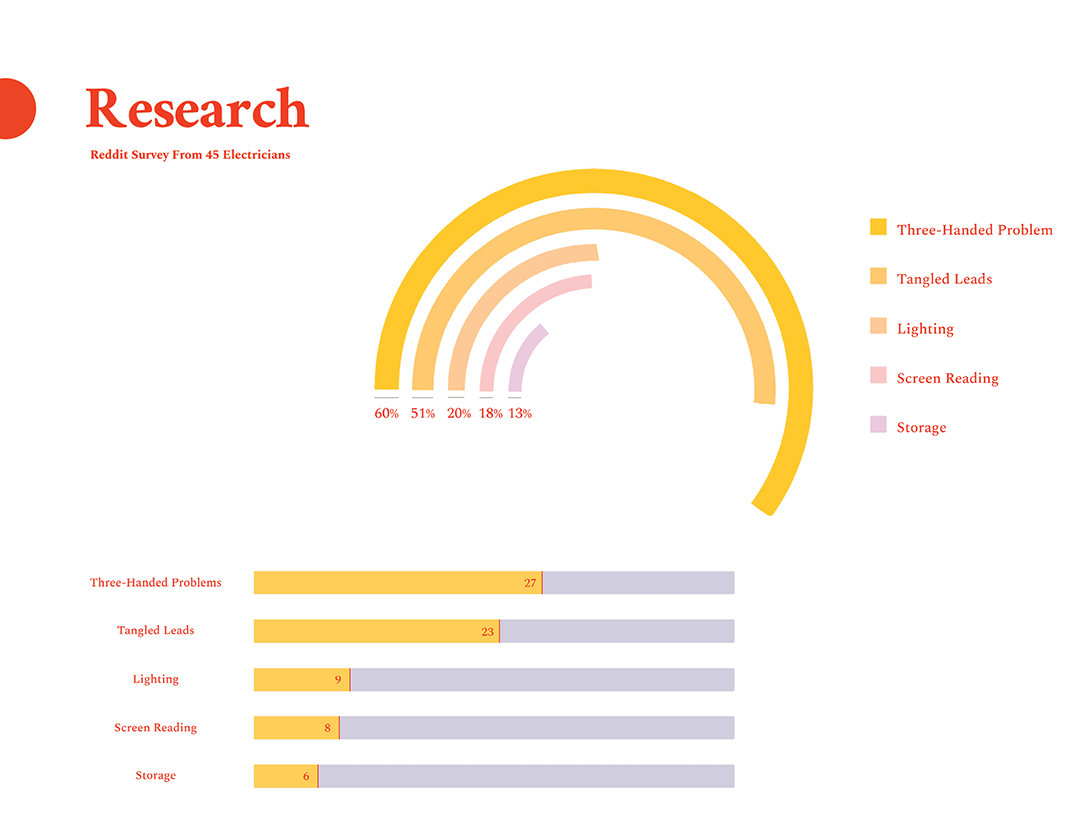 Research
Reddit Survey From 45 Electricians
Three-Handed Problem
Tangled Leads
Lighting
Screen Reading
Storage
60% 51% 20% 18% 13%
Three-Handed Problems 27
Tangled Leads 23
Lighting 9
Screen Reading 8
Storage 6